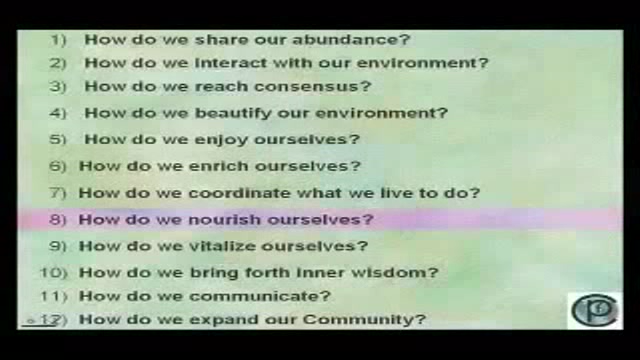 1) How do we share our abundance?
2) How do we interact with our environment?
3) How do we reach consensus?
4) How do we beautify our environment?
5) How do we enjoy ourselves?
6) How do we enrich ourselves?
7) How do we coordinate what we live to do?
8) How do we nourish ourselves?
9) How do we vitalize ourselves?
10) How do we bring forth inner wisdom?
11) How do we communicate?
12) How do we expand our Community?